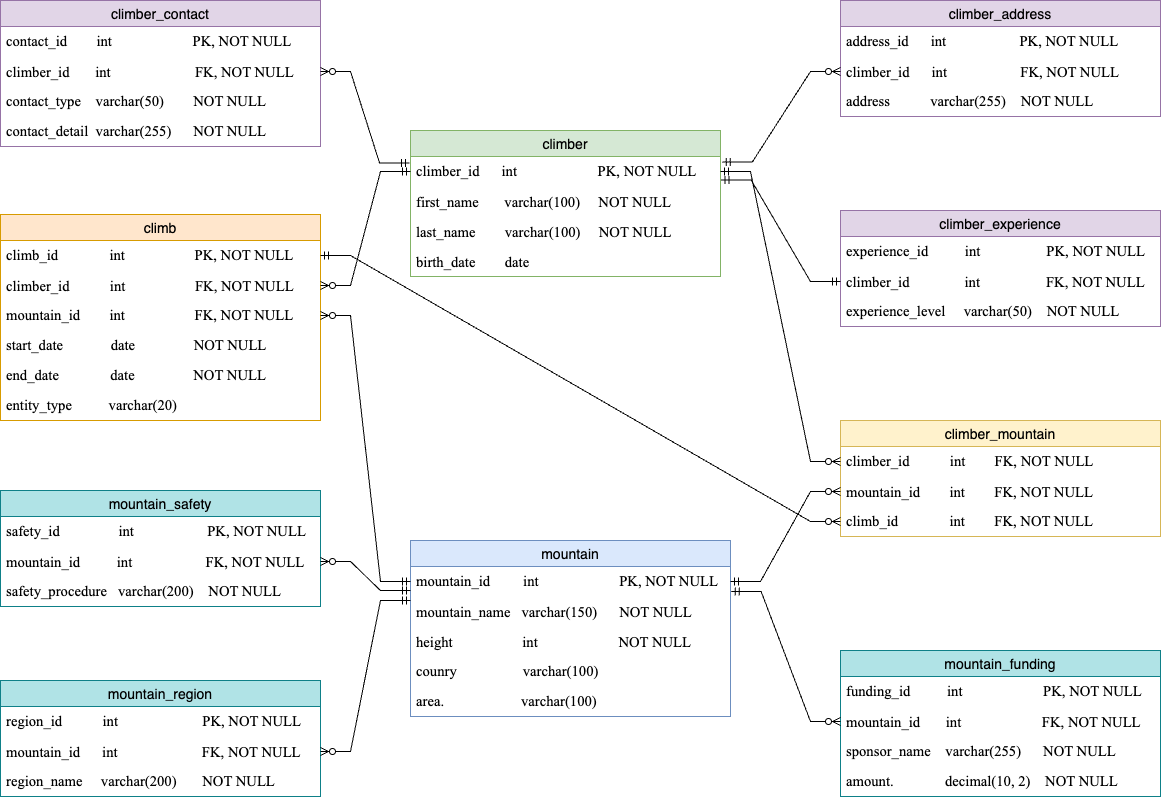 climber_contact
contact_id int PK, NOT NULL
climber_id int FK, NOT NULL
contact_type varchar(50) NOT NULL
contact_detail varchar(255) NOT NULL
climber_address
address_id int PK, NOT NULL
climber_id int FK, NOT NULL
address varchar(255) NOT NULL
climber
climber_id int PK, NOT NULL
first_name varchar(100) NOT NULL
last_name varchar(100) NOT NULL
birth_date date
climb
climb_id int PK, NOT NULL
climber_id int FK, NOT NULL
mountain_id int FK, NOT NULL
start_date date NOT NULL
end_date date NOT NULL
entity_type varchar(20)
climber_experience
experience_id int PK, NOT NULL
climber_id int FK, NOT NULL
experience_level varchar(50) NOT NULL
climber_mountain
climber_id int FK, NOT NULL
mountain_id int FK, NOT NULL
climb_id int FK, NOT NULL
mountain_safety
safety_id int PK, NOT NULL
mountain_id int FK, NOT NULL
safety_procedure varchar(200) NOT NULL
mountain
mountain_id int PK, NOT NULL
mountain_name varchar(150) NOT NULL
height int NOT NULL
counry varchar(100)
area. varchar(100)
mountain_region
region_id int PK, NOT NULL
mountain_id int FK, NOT NULL
region_name varchar(200) NOT NULL
mountain_funding
funding_id int PK, NOT NULL
mountain_id int FK, NOT NULL
sponsor_name varchar(255) NOT NULL
amount. decimal(10, 2) NOT NULL